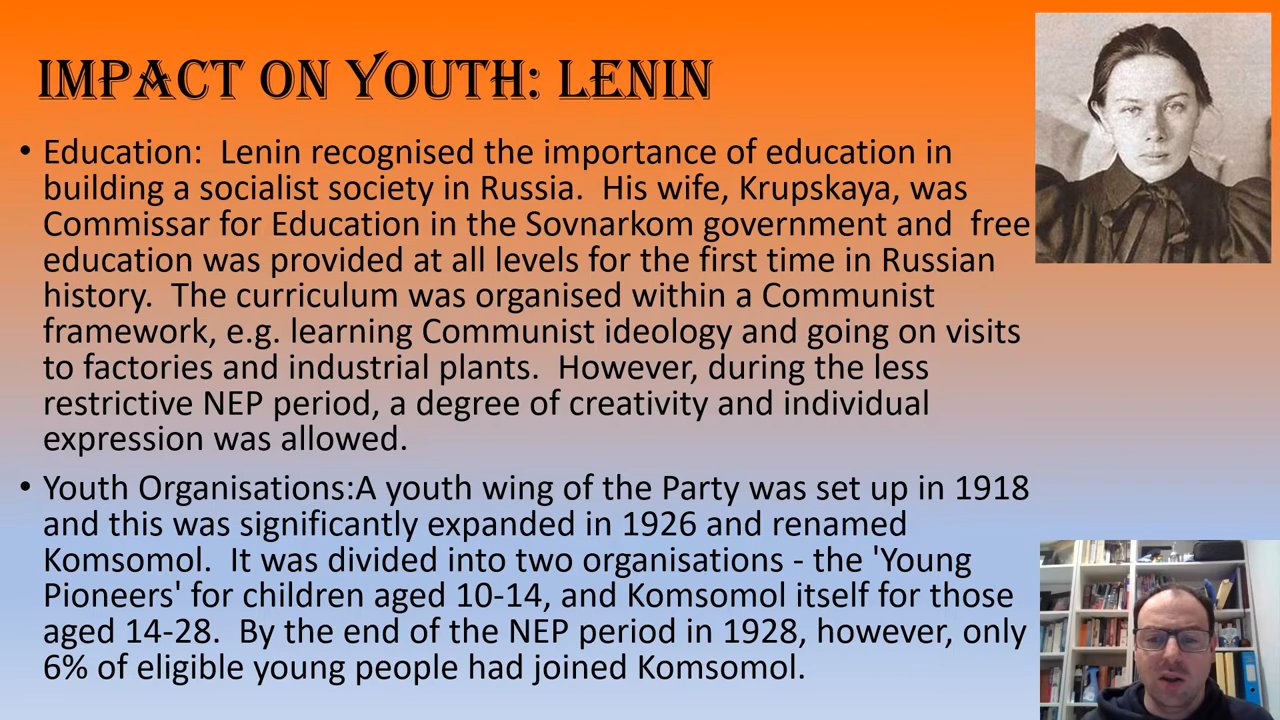 IMPACT ON YOUTH: LENIN
• Education:  Lenin recognised the importance of education in
building a socialist society in Russia.  His wife, Krupskaya, was
Commissar for Education in the Sovnarkom government and  free
education was provided at all levels for the first time in Russian
history.  The curriculum was organised within a Communist
framework, e.g. learning Communist ideology and going on visits
to factories and industrial plants.  However, during the less
restrictive NEP period, a degree of creativity and individual
expression was allowed.
• Youth Organisations:A youth wing of the Party was set up in 1918
and this was significantly expanded in 1926 and renamed
Komsomol.  It was divided into two organisations - the 'Young
Pioneers' for children aged 10-14, and Komsomol itself for those
aged 14-28.  By the end of the NEP period in 1928, however, only
6% of eligible young people had joined Komsomol.